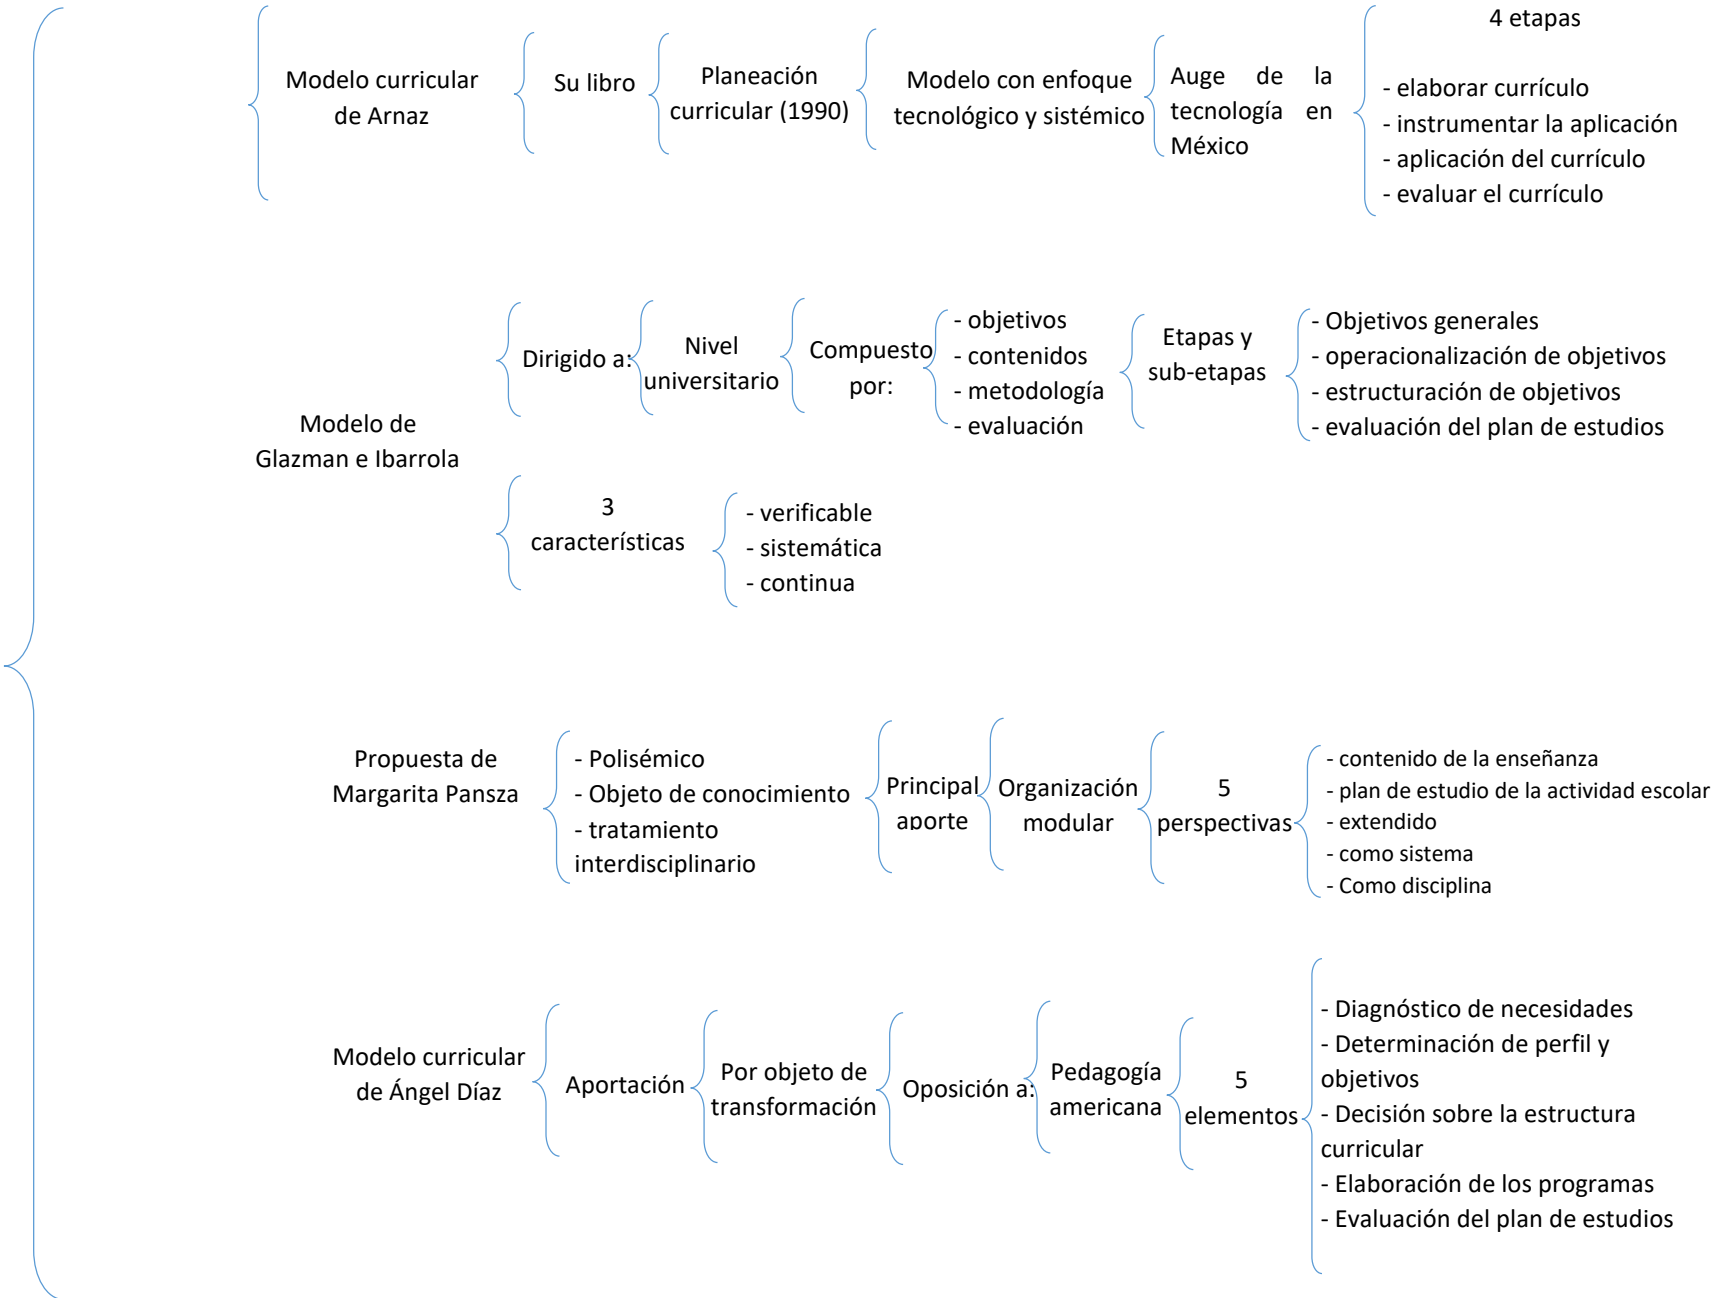 Modelo curricular
de Arnaz
Su libro
Planeación
curricular (1990)
Modelo con enfoque
tecnológico y sistémico
Auge de la
tecnología en
México
4 etapas
- elaborar currículo
- instrumentar la aplicación
- aplicación del currículo
- evaluar el currículo
Modelo de
Glazman e Ibarrola
Dirigido a:
Nivel
universitario
Compuesto
por:
- objetivos
- contenidos
- metodología
- evaluación
Etapas y
sub-etapas
- Objetivos generales
- operacionalización de objetivos
- estructuración de objetivos
- evaluación del plan de estudios
3
características
- verificable
- sistemática
- continua
Propuesta de
Margarita Pansza
- Polisémico
- Objeto de conocimiento
- tratamiento
interdisciplinario
Principal
aporte
Organización
modular
5
perspectivas
- contenido de la enseñanza
- plan de estudio de la actividad escolar
- extendido
- como sistema
- Como disciplina
Modelo curricular
de Ángel Díaz
Aportación
Por objeto de
transformación
Oposición a:
Pedagogía
americana
5
elementos
- Diagnóstico de necesidades
- Determinación de perfil y
objetivos
- Decisión sobre la estructura
curricular
- Elaboración de los programas
- Evaluación del plan de estudios